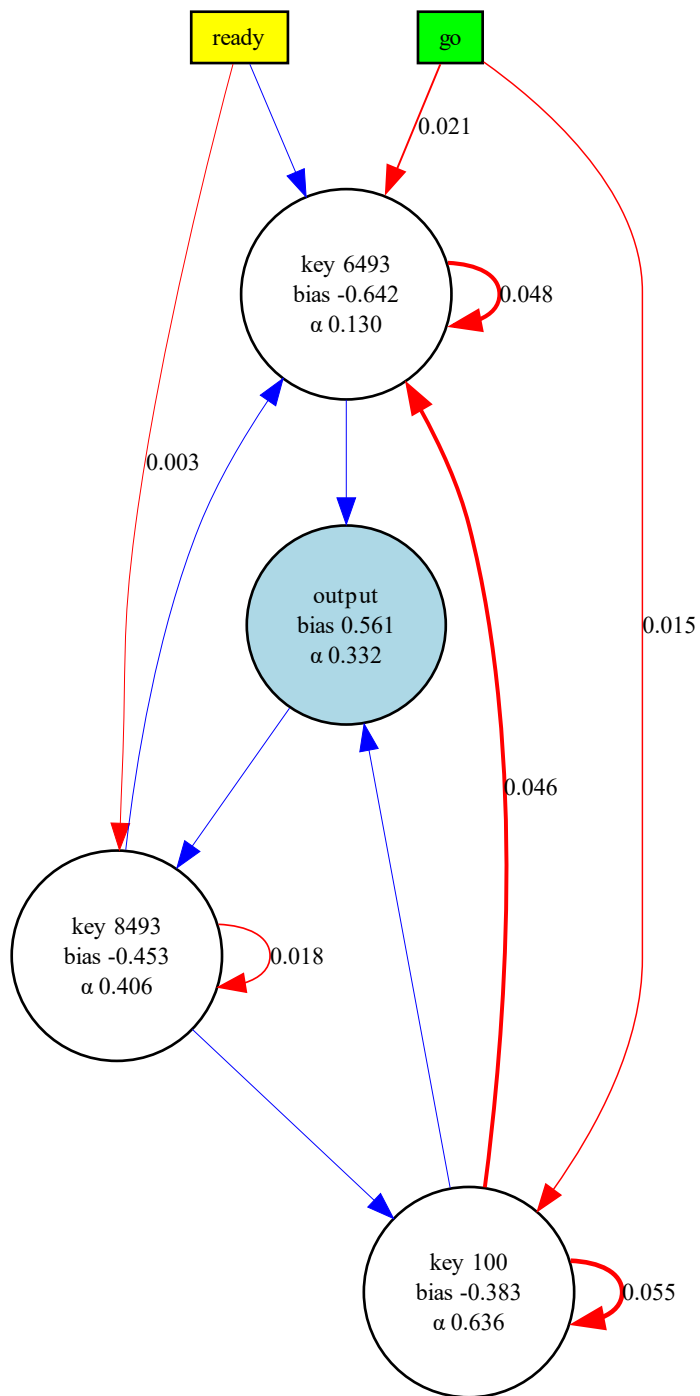 ready
go
0.021
key 6493
bias -0.642
α 0.130
0.048
0.003
output
bias 0.561
α 0.332
0.015
0.046
key 8493
bias -0.453
α 0.406
0.018
key 100
bias -0.383
α 0.636
0.055